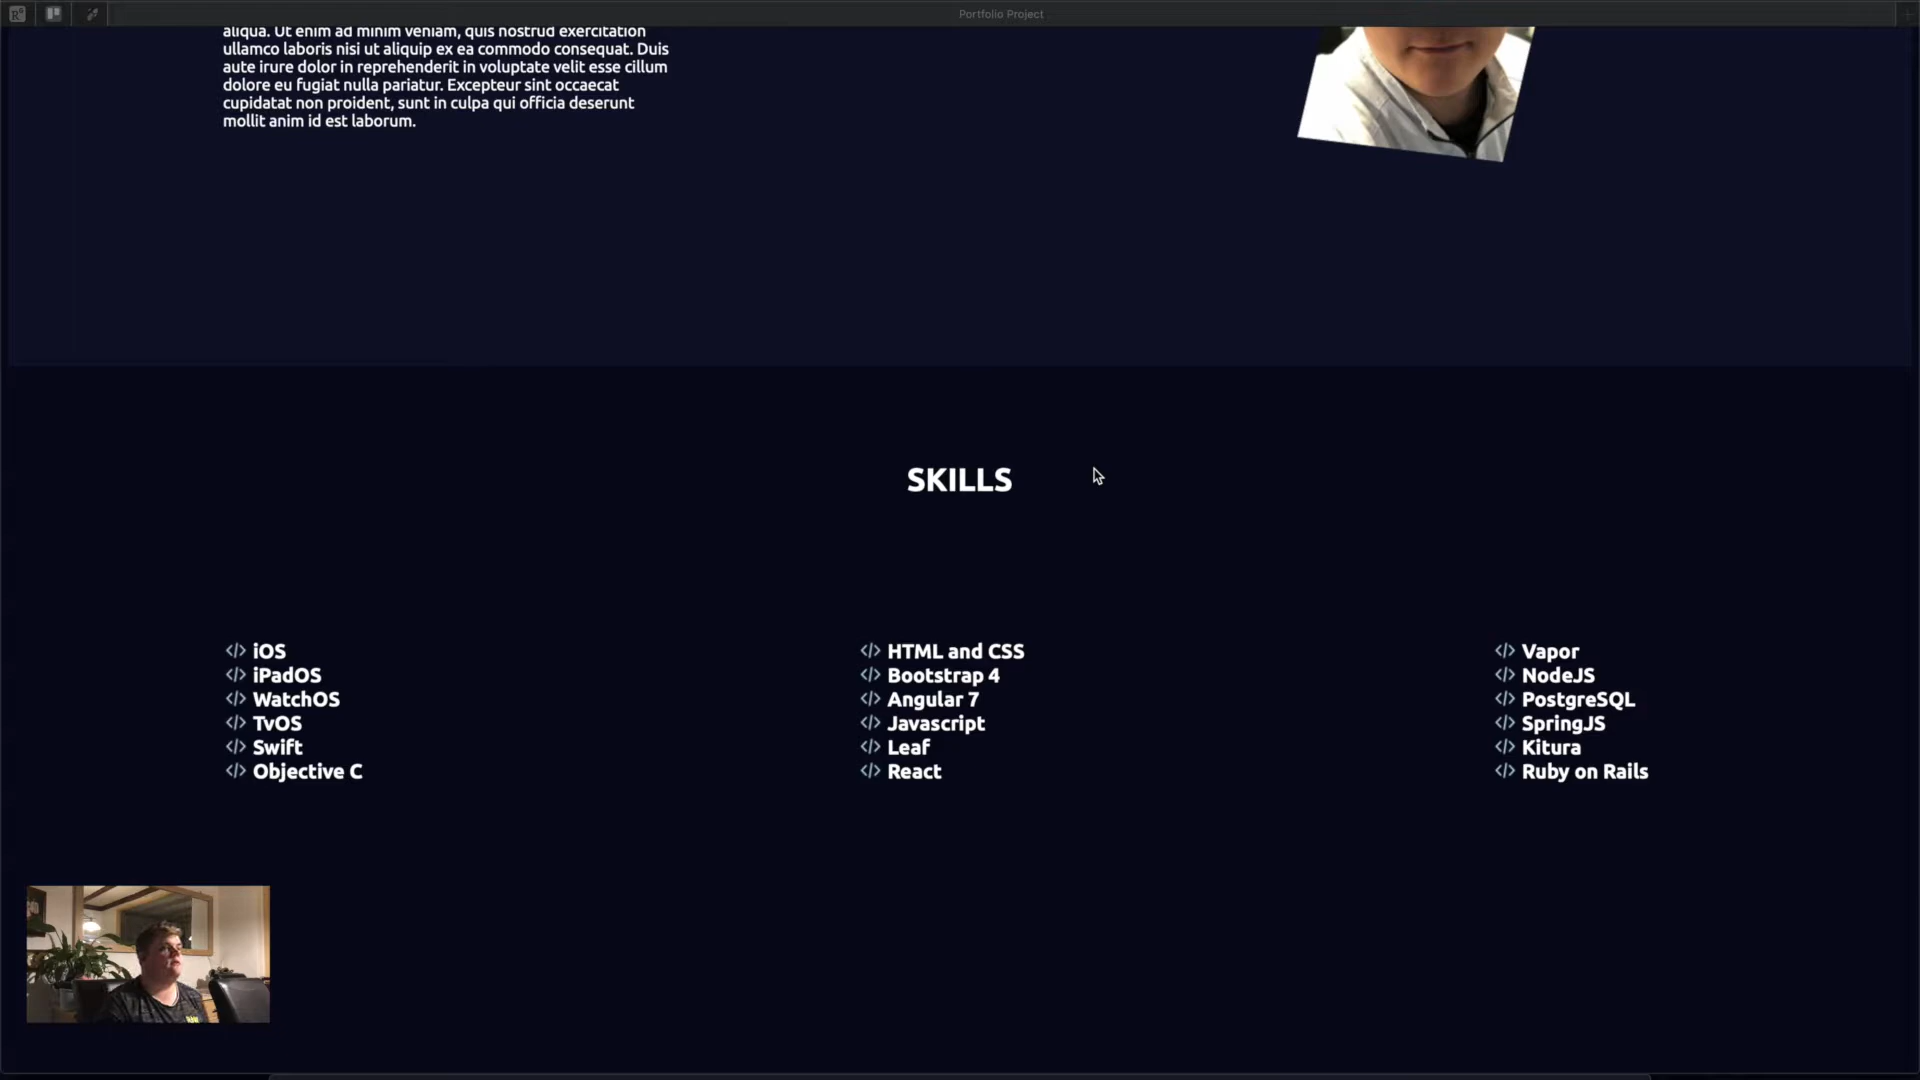 Portfolio Project
aliqua. Ut enim ad minim veniam, quis nostrud exercitation
ullamco laboris nisi ut aliquip ex ea commodo consequat. Duis
aute irure dolor in reprehenderit in voluptate velit esse cillum
dolore eu fugiat nulla pariatur. Excepteur sint occaecat
cupidatat non proident, sunt in culpa qui officia deserunt
mollit anim id est laborum.
SKILLS
</> iOS
</> iPadOS
</> WatchOS
</> TvOS
</> Swift
</> Objective C
</> HTML and CSS
</> Bootstrap 4
</> Angular 7
</> Javascript
</> Leaf
</> React
</> Vapor
</> NodeJS
</> PostgreSQL
</> SpringJS
</> Kitura
</> Ruby on Rails